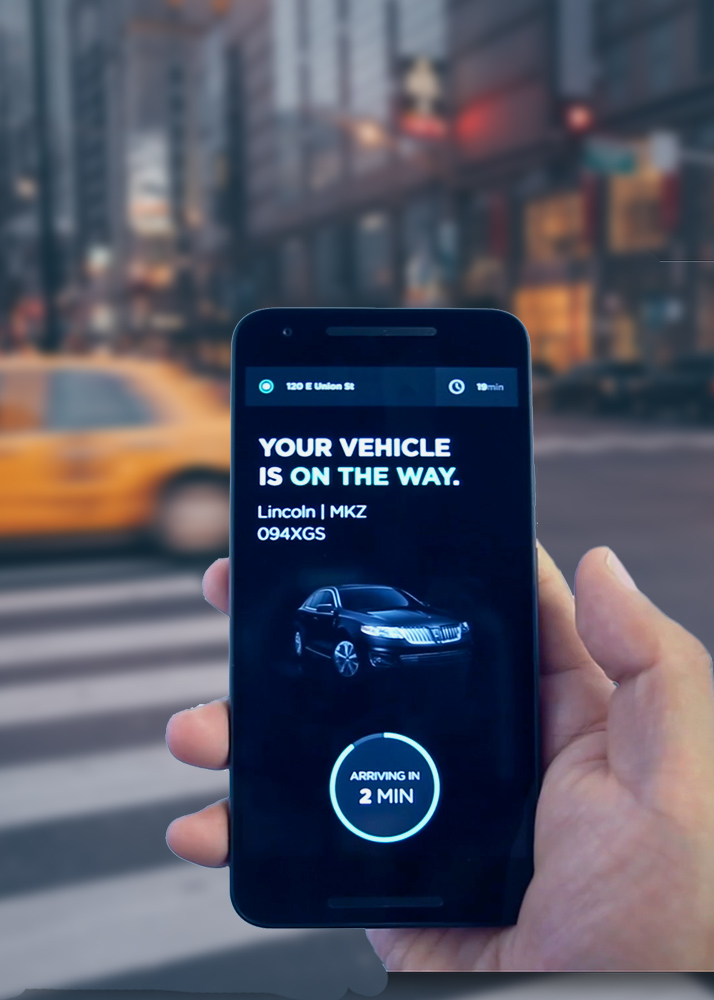 120 E Union St
19min
YOUR VEHICLE
IS ON THE WAY.
Lincoln | MKZ
094XGS
ARRIVING IN
2 MIN